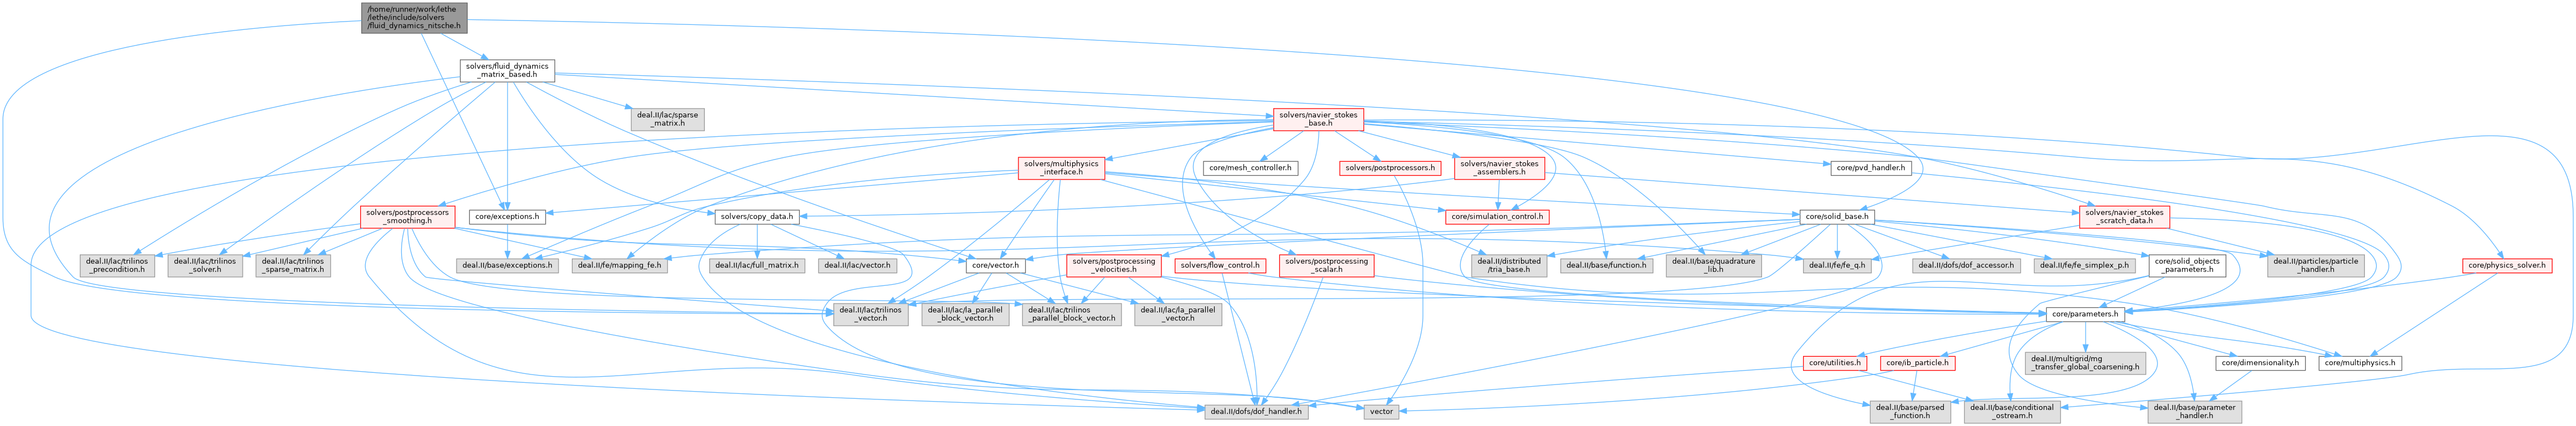 /home/runner/work/lethe
/lethe/include/solvers
/fluid_dynamics_nitsche.h
solvers/fluid_dynamics
_matrix_based.h
deal.II/lac/sparse
_matrix.h
solvers/navier_stokes
_base.h
solvers/multiphysics
_interface.h
core/mesh_controller.h
solvers/postprocessors.h
solvers/navier_stokes
_assemblers.h
core/pvd_handler.h
solvers/postprocessors
_smoothing.h
core/exceptions.h
solvers/copy_data.h
core/simulation_control.h
core/solid_base.h
solvers/navier_stokes
_scratch_data.h
deal.II/lac/trilinos
_precondition.h
deal.II/lac/trilinos
_solver.h
deal.II/lac/trilinos
_sparse_matrix.h
deal.II/base/exceptions.h
deal.II/fe/mapping_fe.h
deal.II/lac/full_matrix.h
deal.II/lac/vector.h
core/vector.h
solvers/postprocessing
_velocities.h
solvers/flow_control.h
solvers/postprocessing
_scalar.h
deal.II/distributed
/tria_base.h
deal.II/base/function.h
deal.II/base/quadrature
_lib.h
deal.II/fe/fe_q.h
deal.II/dofs/dof_accessor.h
deal.II/fe/fe_simplex_p.h
core/solid_objects
_parameters.h
deal.II/particles/particle
_handler.h
core/physics_solver.h
deal.II/lac/trilinos
_vector.h
deal.II/lac/la_parallel
_block_vector.h
deal.II/lac/trilinos
_parallel_block_vector.h
deal.II/lac/la_parallel
_vector.h
core/parameters.h
core/utilities.h
core/ib_particle.h
deal.II/multigrid/mg
_transfer_global_coarsening.h
core/dimensionality.h
core/multiphysics.h
deal.II/dofs/dof_handler.h
vector
deal.II/base/parsed
_function.h
deal.II/base/conditional
_ostream.h
deal.II/base/parameter
_handler.h